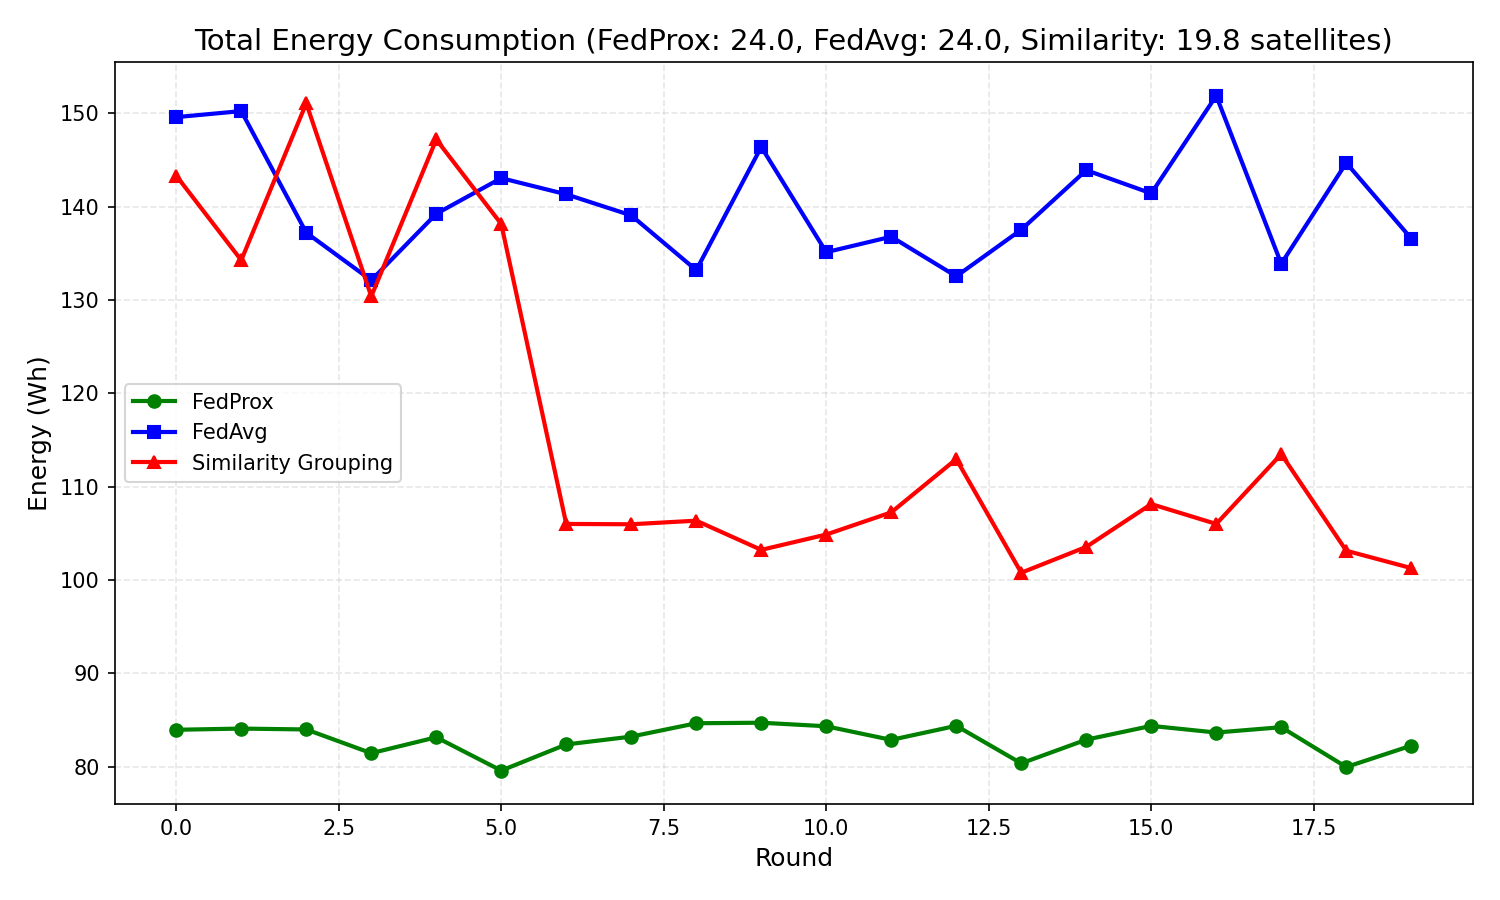 Total Energy Consumption (FedProx: 24.0, FedAvg: 24.0, Similarity: 19.8 satellites)
150
140
130
120
110
100
90
80
Energy (Wh)
FedProx
FedAvg
Similarity Grouping
0.0 2.5 5.0 7.5 10.0 12.5 15.0 17.5
Round